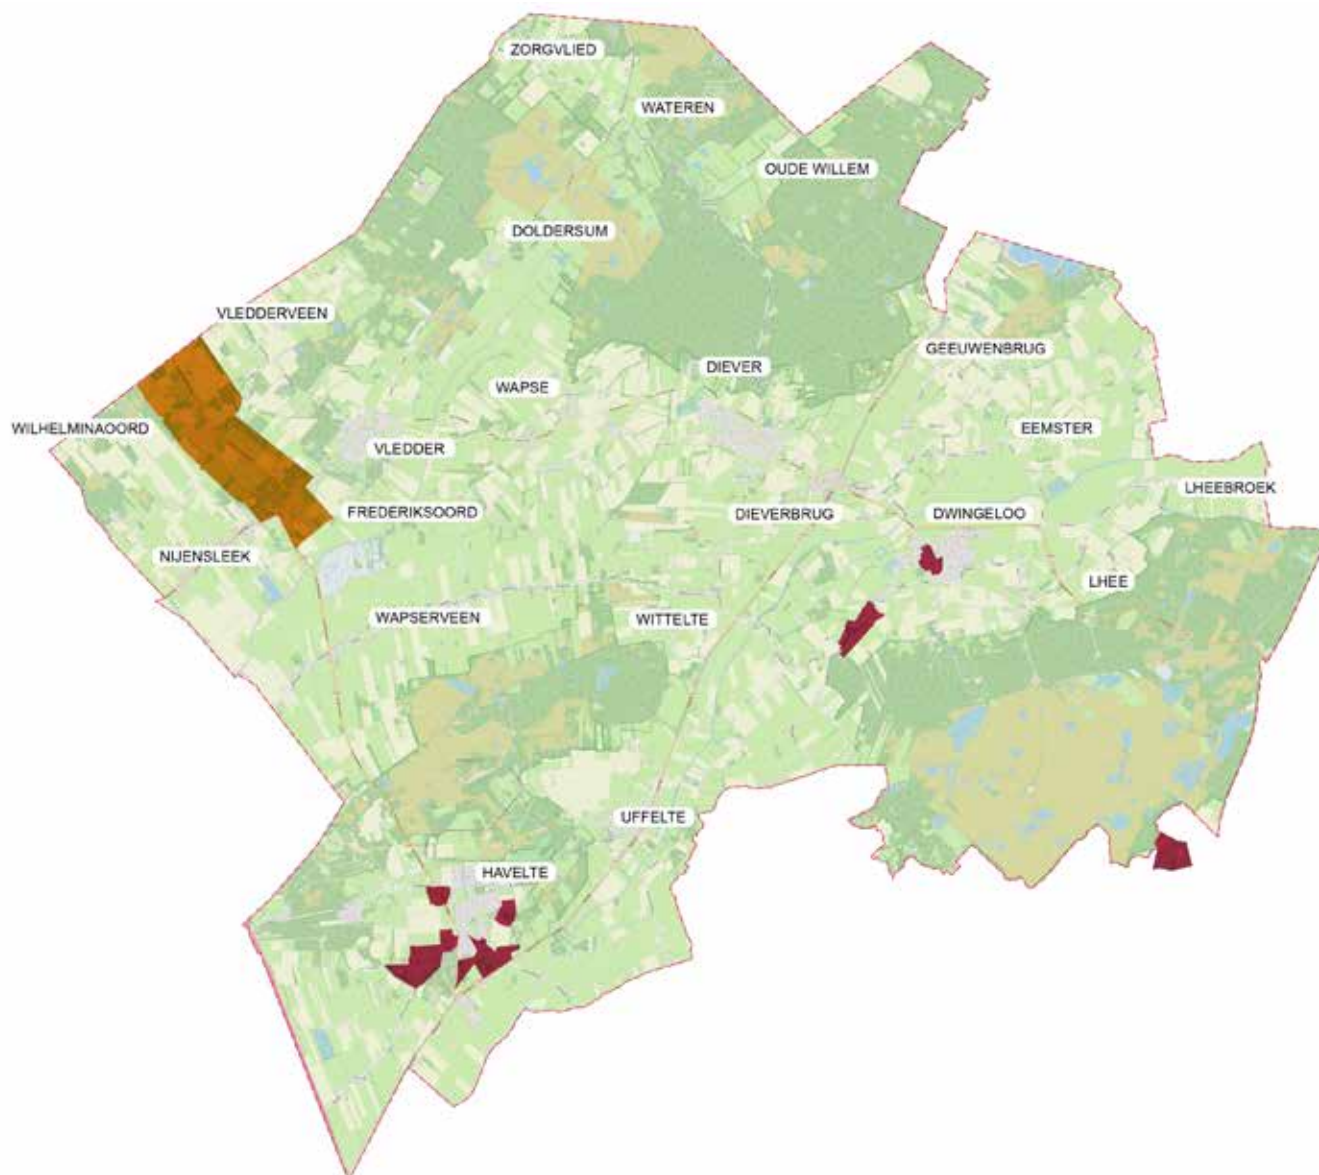 ZORGVLIED
WATEREN
OUDE WILLEM
DOLDERSUM
VLEDDERVEEN
GEEUWENBRUG
DIEVER
WAPSE
WILHELMINAOORD
EEMSTER
VLEDDER
LHEEBROEK
FREDERIKSOORD
DIEVERBRUG
DWINGELOO
NIJENSLEEK
LHEE
WAPSERVEEN
WITTELTE
UFFELTE
HAVELTE